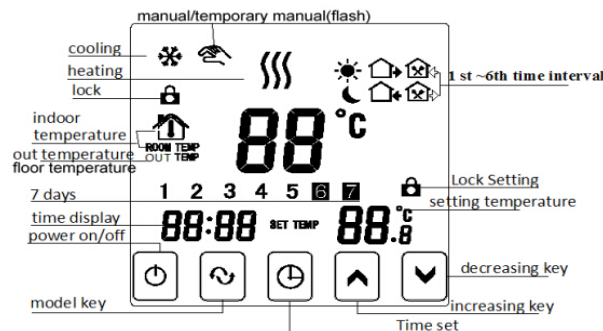 manual/temporary manual(flash)
cooling
heating
lock
1 st ~6th time interval
indoor
temperature
88 °C
ROOM TEMP
out temperature
OUT TEMP
floor temperature
7 days
1 2 3 4 5 6 7
Lock Setting
setting temperature
time display
88:88
SET TEMP
88.8 °C
power on/off
decreasing key
model key
increasing key
Time set